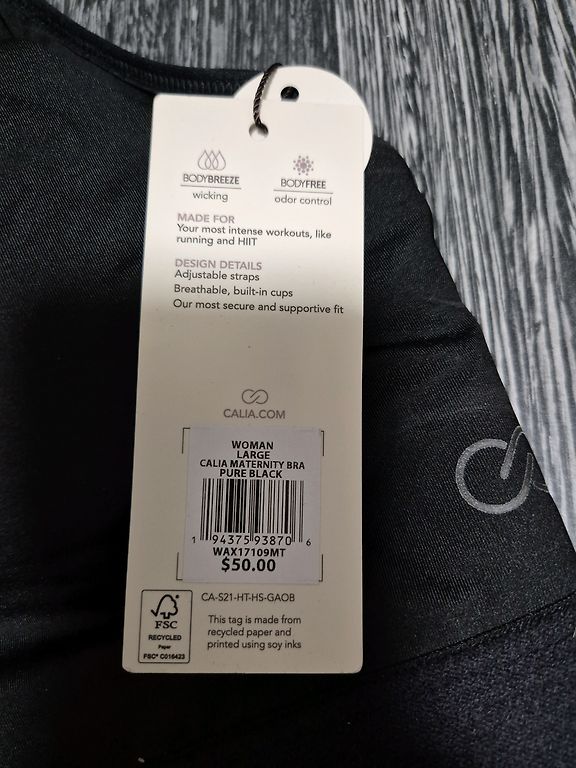 BODYBREEZE
wicking
BODYFREE
odor control
MADE FOR
Your most intense workouts, like
running and HIIT
DESIGN DETAILS
Adjustable straps
Breathable, built-in cups
Our most secure and supportive fit
CALIA.COM
WOMAN
LARGE
CALIA MATERNITY BRA
PURE BLACK
1 94375 93870 6
WAX17109MT
$50.00
CA-S21-HT-HS-GAOB
FSC
RECYCLED
Paper
FSC® C016423
This tag is made from
recycled paper and
printed using soy inks